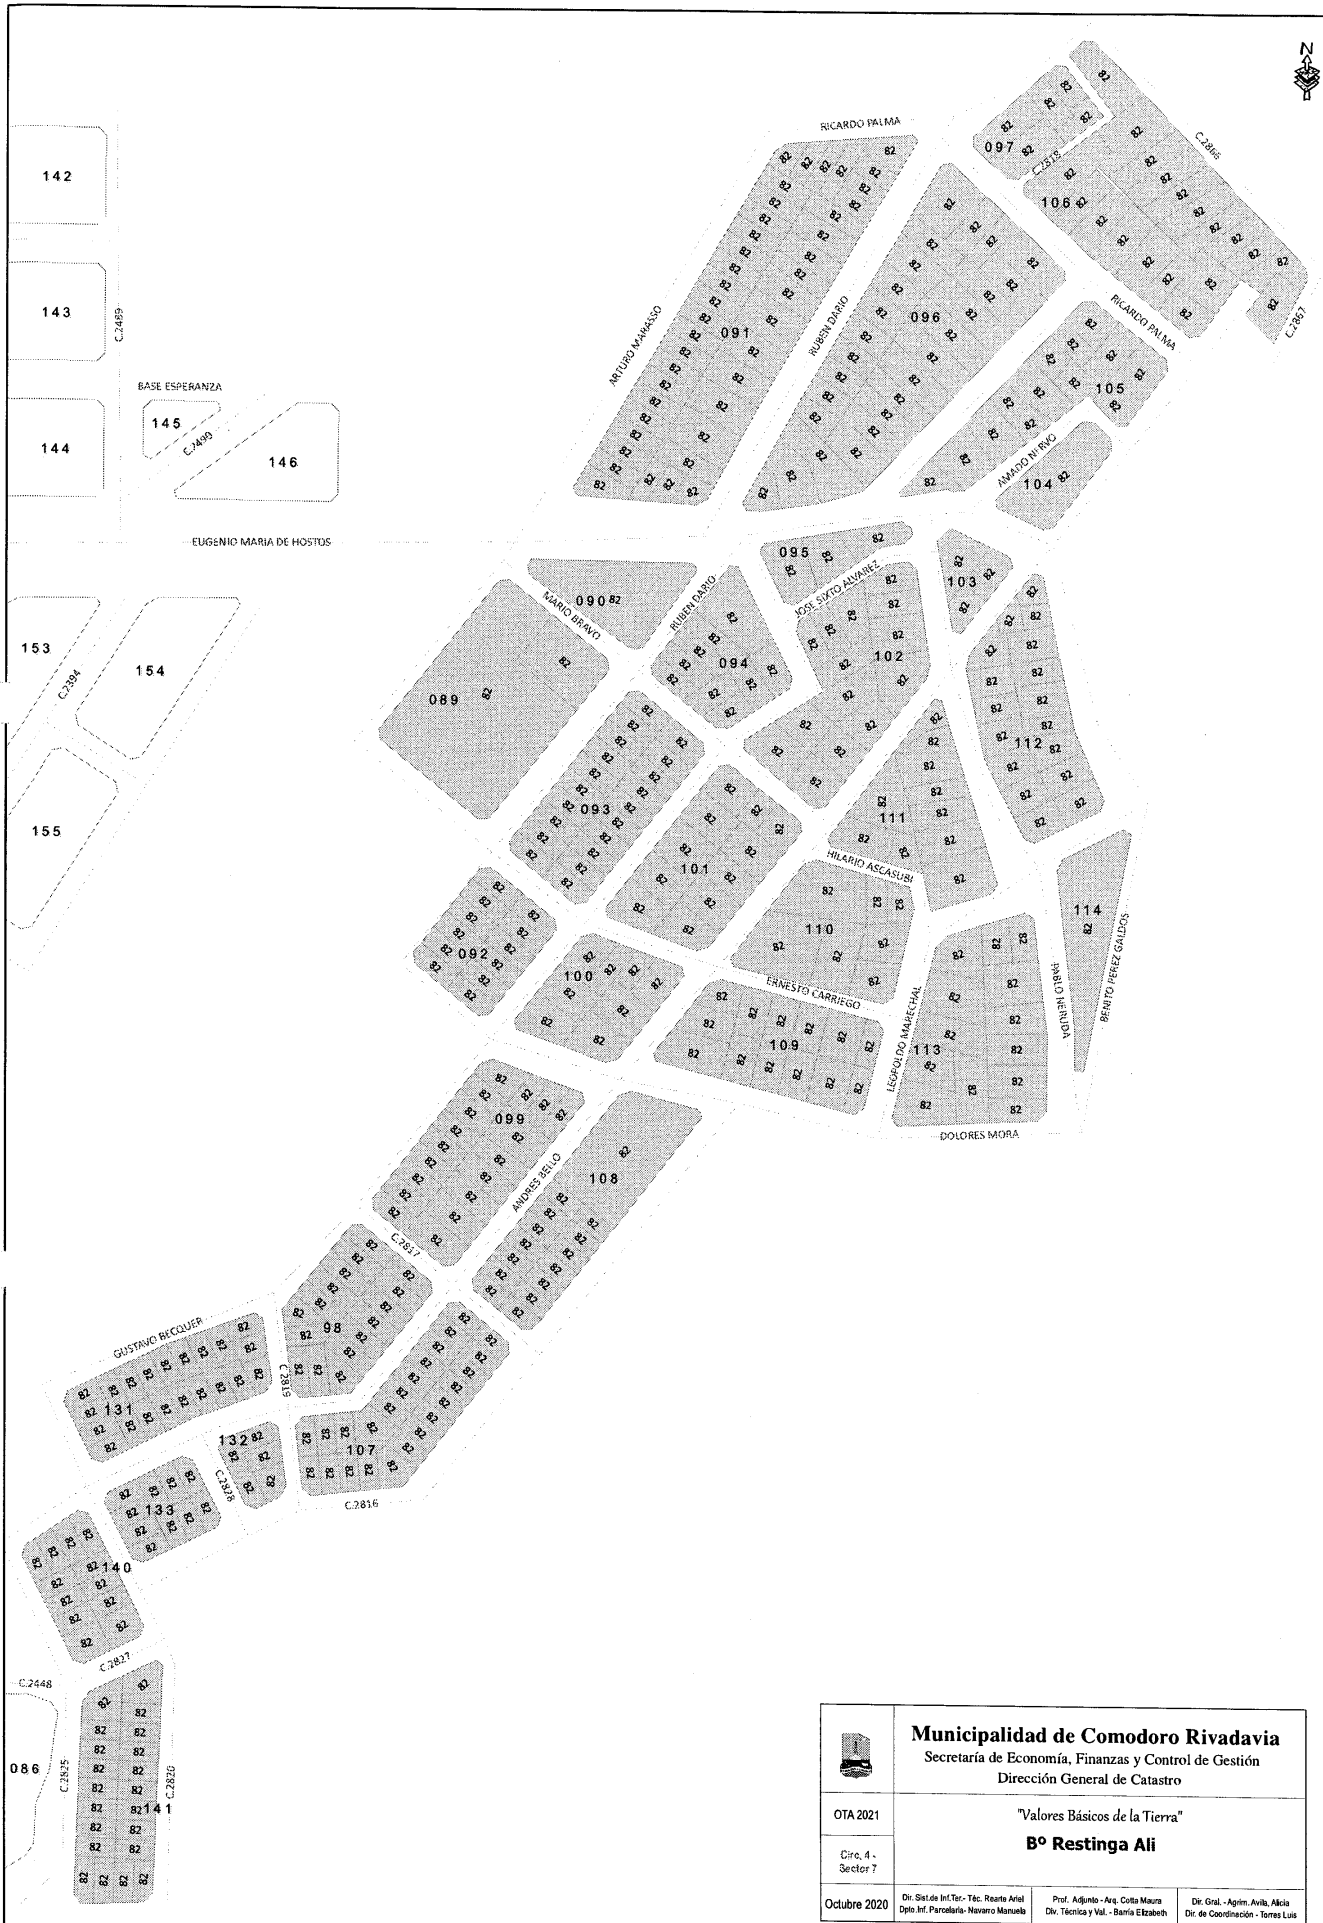 N
RICARDO PALMA
C.2866
097
C.2818
106
142
C.2867
RICARDO PALMA
143
C.2489
ARTURO MARASSO
091
RUBEN DARIO
096
105
BASE ESPERANZA
145
C.2490
144
146
AMADO NERVO
104
EUGENIO MARIA DE HOSTOS
095
JOSE SIXTO ALVAREZ
103
090 82
MARIO BRAVO
RUBEN DARIO
153
C.2394
154
094
102
089
112
093
155
111
HILARIO ASCASUBI
101
110
114
BENITO PEREZ GALDOS
092
100
ERNESTO CARRIEGO
PABLO NERUDA
LEOPOLDO MARECHAL
109
113
DOLORES MORA
099
ANDRES BELLO
108
C.2817
GUSTAVO BECQUER
98
C.2819
131
132
107
C.2828
133
C.2816
140
C.2827
C.2448
086
C.2825
C.2826
141
82
Municipalidad de Comodoro Rivadavia
Secretaría de Economía, Finanzas y Control de Gestión
Dirección General de Catastro
OTA 2021
"Valores Básicos de la Tierra"
Bº Restinga Ali
Circ. 4 -
Sector 7
Octubre 2020
Dir. Sist.de Inf.Ter.- Téc. Rearte Ariel
Dpto.Inf. Parcelaria- Navarro Manuela
Prof. Adjunto - Arq. Cotta Maura
Div. Técnica y Val. - Barría Elizabeth
Dir. Gral. - Agrim. Avila, Alicia
Dir. de Coordinación - Torres Luis